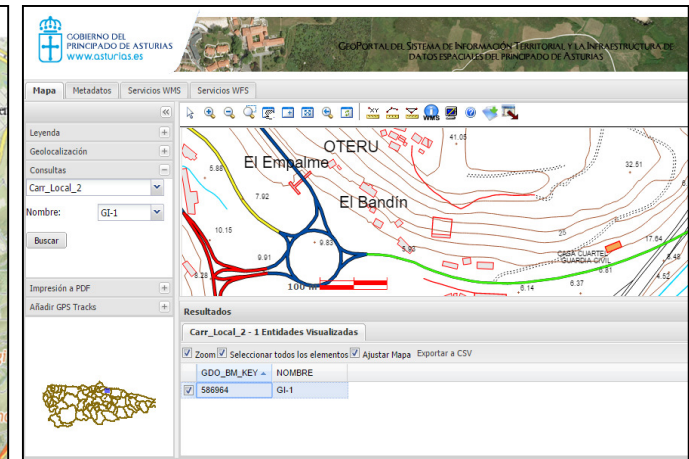 GOBIERNO DEL
PRINCIPADO DE ASTURIAS
www.asturias.es
GEOPORTAL DEL SISTEMA DE INFORMACIÓN TERRITORIAL Y LA INFRAESTRUCTURA DE
DATOS ESPACIALES DEL PRINCIPADO DE ASTURIAS
Mapa Metadatos Servicios WMS Servicios WFS
Leyenda
Geolocalización
Consultas
Carr_Local_2
Nombre: GI-1
Buscar
Impresión a PDF
Añadir GPS Tracks
XY
WMS
OTERU
41.05
El Empalme
5.88
32.51
7.92
El Bandín
10.15
25
9.83
17.64
9.91
5.93
CASA CUARTEL
GUARDIA CIVIL
8.48
8.28
6.81
4.52
100 m
6.14
6.37
Resultados
Carr_Local_2 - 1 Entidades Visualizadas
Zoom Seleccionar todos los elementos Ajustar Mapa Exportar a CSV
GDO_BM_KEY NOMBRE
586964 GI-1